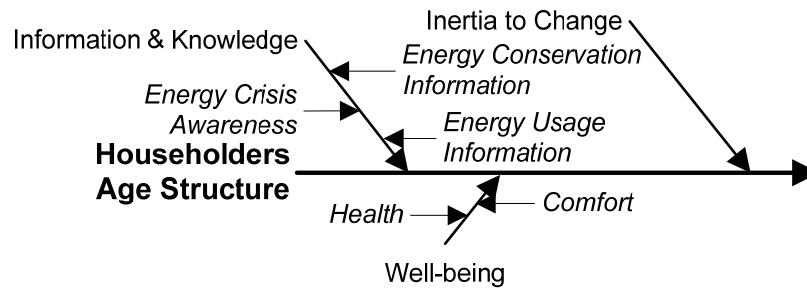 Inertia to Change
Information & Knowledge
Energy Conservation
Information
Energy Crisis
Awareness
Energy Usage
Information
Householders
Age Structure
Health
Comfort
Well-being